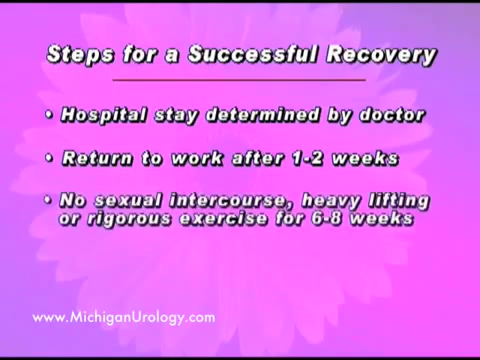 Steps for a Successful Recovery
• Hospital stay determined by doctor
• Return to work after 1-2 weeks
• No sexual intercourse, heavy lifting
or rigorous exercise for 6-8 weeks
www.MichiganUrology.com